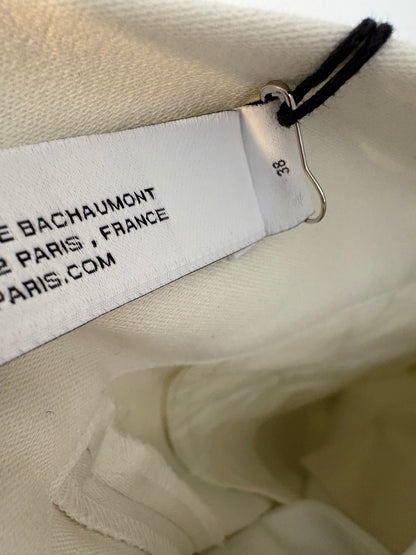 E BACHAUMONT
2 PARIS , FRANCE
PARIS.COM
38